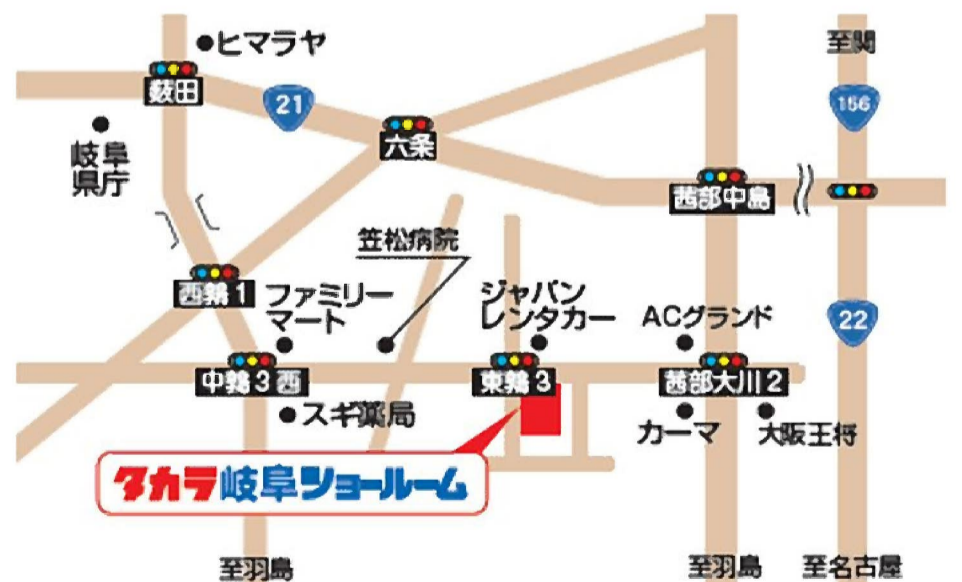 ヒマラヤ
至関
薮田
21
156
六条
岐阜
県庁
茜部中島
笠松病院
西鶉1
ファミリー
マート
ジャパン
レンタカー
ACグランド
22
中鶉3西
東鶉3
茜部大川2
スギ薬局
カーマ
大阪王将
タカラ岐阜ショールーム
至羽島
至羽島
至名古屋